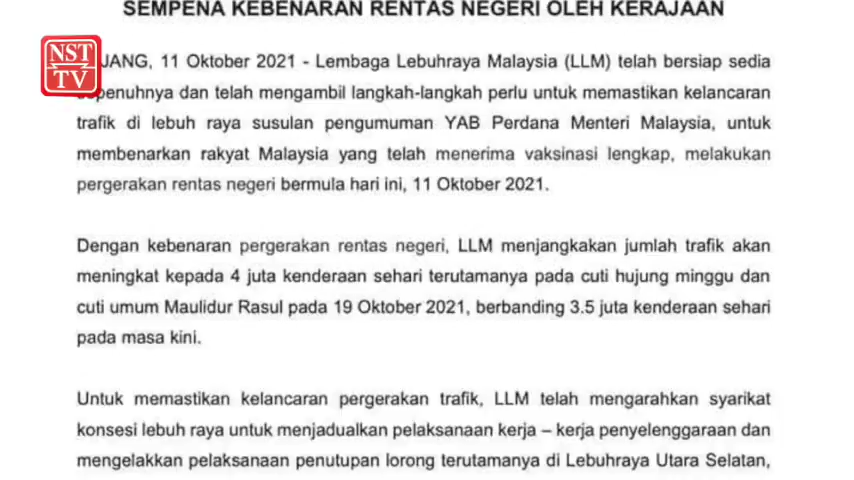 SEMPENA KEBENARAN RENTAS NEGERI OLEH KERAJAAN
NST
TV
JANG, 11 Oktober 2021 - Lembaga Lebuhraya Malaysia (LLM) telah bersiap sedia
sepenuhnya dan telah mengambil langkah-langkah perlu untuk memastikan kelancaran
trafik di lebuh raya susulan pengumuman YAB Perdana Menteri Malaysia, untuk
membenarkan rakyat Malaysia yang telah menerima vaksinasi lengkap, melakukan
pergerakan rentas negeri bermula hari ini, 11 Oktober 2021.
Dengan kebenaran pergerakan rentas negeri, LLM menjangkakan jumlah trafik akan
meningkat kepada 4 juta kenderaan sehari terutamanya pada cuti hujung minggu dan
cuti umum Maulidur Rasul pada 19 Oktober 2021, berbanding 3.5 juta kenderaan sehari
pada masa kini.
Untuk memastikan kelancaran pergerakan trafik, LLM telah mengarahkan syarikat
konsesi lebuh raya untuk menjadualkan pelaksanaan kerja – kerja penyelenggaraan dan
mengelakkan pelaksanaan penutupan lorong terutamanya di Lebuhraya Utara Selatan,